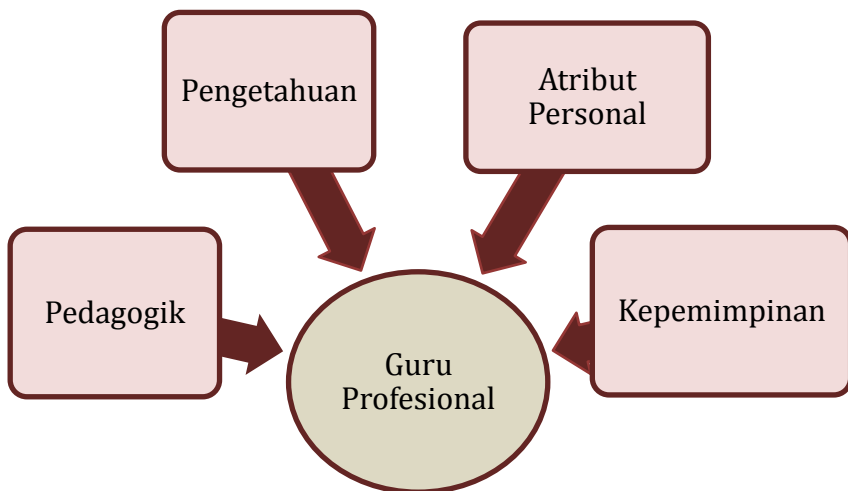 Pengetahuan
Atribut
Personal
Pedagogik
Kepemimpinan
Guru
Profesional